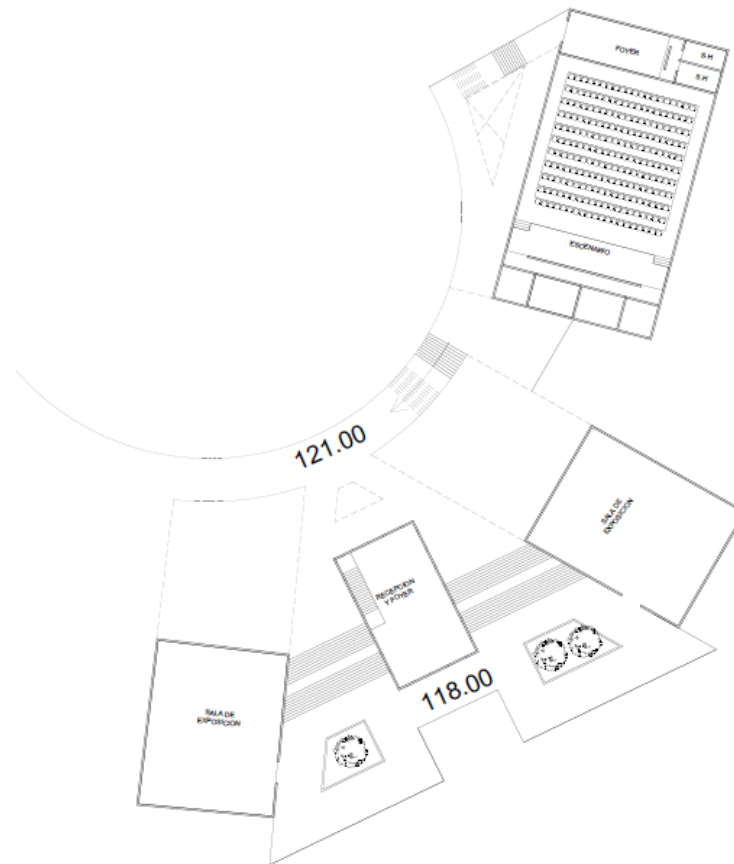 FOYER
S.H
S.H
ESCENARIO
121.00
SALA DE
EXPOSICION
RECEPCION
Y FOYER
118.00
SALA DE
EXPOSICION